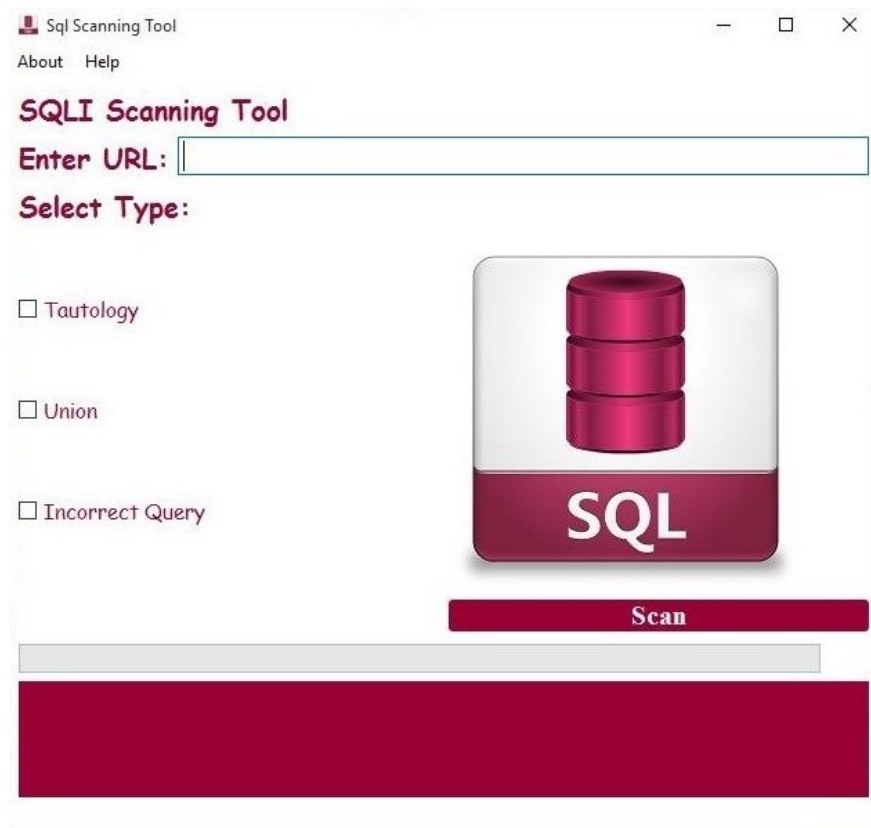 Sql Scanning Tool
About Help
SQLI Scanning Tool
Enter URL:
Select Type:
Tautology
Union
Incorrect Query
SQL
Scan